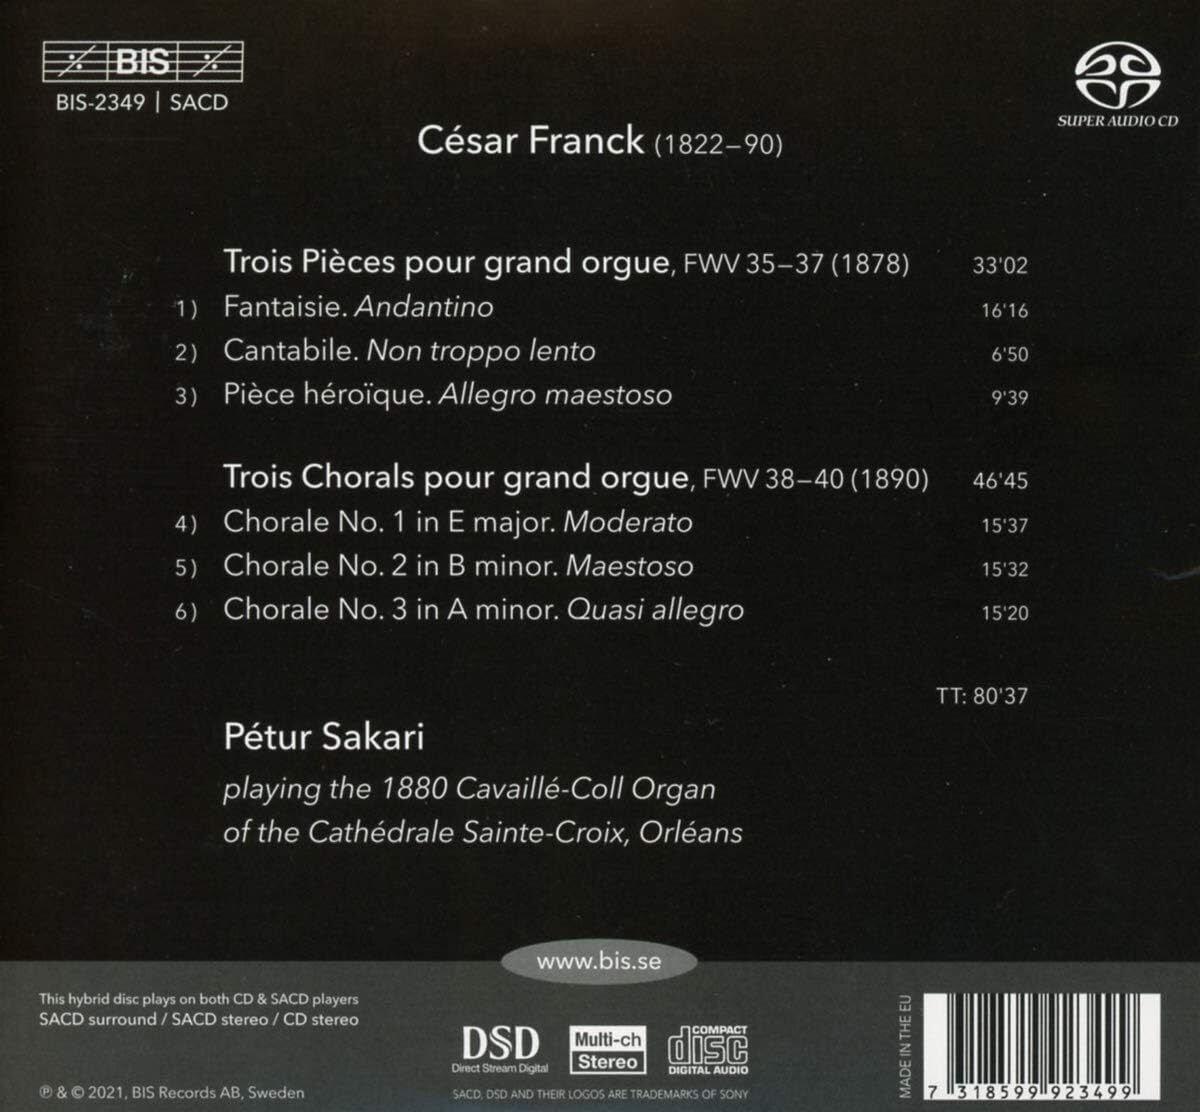 BIS
BIS-2349 | SACD
SUPER AUDIO CD
César Franck (1822–90)
Trois Pièces pour grand orgue, FWV 35–37 (1878) 33'02
1) Fantaisie. Andantino 16'16
2) Cantabile. Non troppo lento 6'50
3) Pièce héroïque. Allegro maestoso 9'39
Trois Chorals pour grand orgue, FWV 38–40 (1890) 46'45
4) Chorale No. 1 in E major. Moderato 15'37
5) Chorale No. 2 in B minor. Maestoso 15'32
6) Chorale No. 3 in A minor. Quasi allegro 15'20
TT: 80'37
Pétur Sakari
playing the 1880 Cavaillé-Coll Organ
of the Cathédrale Sainte-Croix, Orléans
www.bis.se
This hybrid disc plays on both CD & SACD players
SACD surround / SACD stereo / CD stereo
℗ & © 2021, BIS Records AB, Sweden
DSD
Direct Stream Digital
Multi-ch
Stereo
COMPACT
disc
DIGITAL AUDIO
SACD, DSD AND THEIR LOGOS ARE TRADEMARKS OF SONY
MADE IN THE EU
7 318599 923499